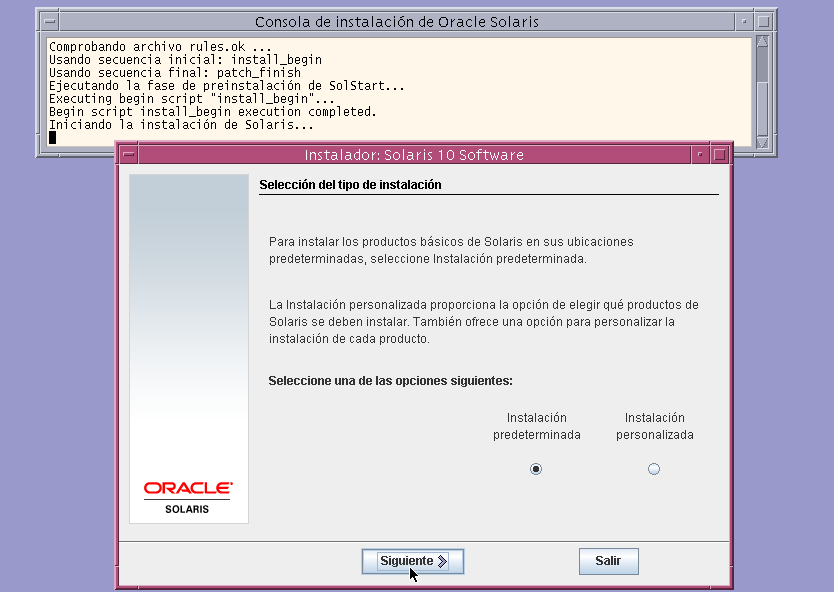 Consola de instalación de Oracle Solaris
Comprobando archivo rules.ok ...
Usando secuencia inicial: install_begin
Usando secuencia final: patch_finish
Ejecutando la fase de preinstalación de SolStart...
Executing begin script "install_begin"...
Begin script install_begin execution completed.
Iniciando la instalación de Solaris...
Instalador: Solaris 10 Software
Selección del tipo de instalación
Para instalar los productos básicos de Solaris en sus ubicaciones
predeterminadas, seleccione Instalación predeterminada.
La Instalación personalizada proporciona la opción de elegir qué productos de
Solaris se deben instalar. También ofrece una opción para personalizar la
instalación de cada producto.
Seleccione una de las opciones siguientes:
Instalación
predeterminada
Instalación
personalizada
ORACLE
SOLARIS
Siguiente
Salir